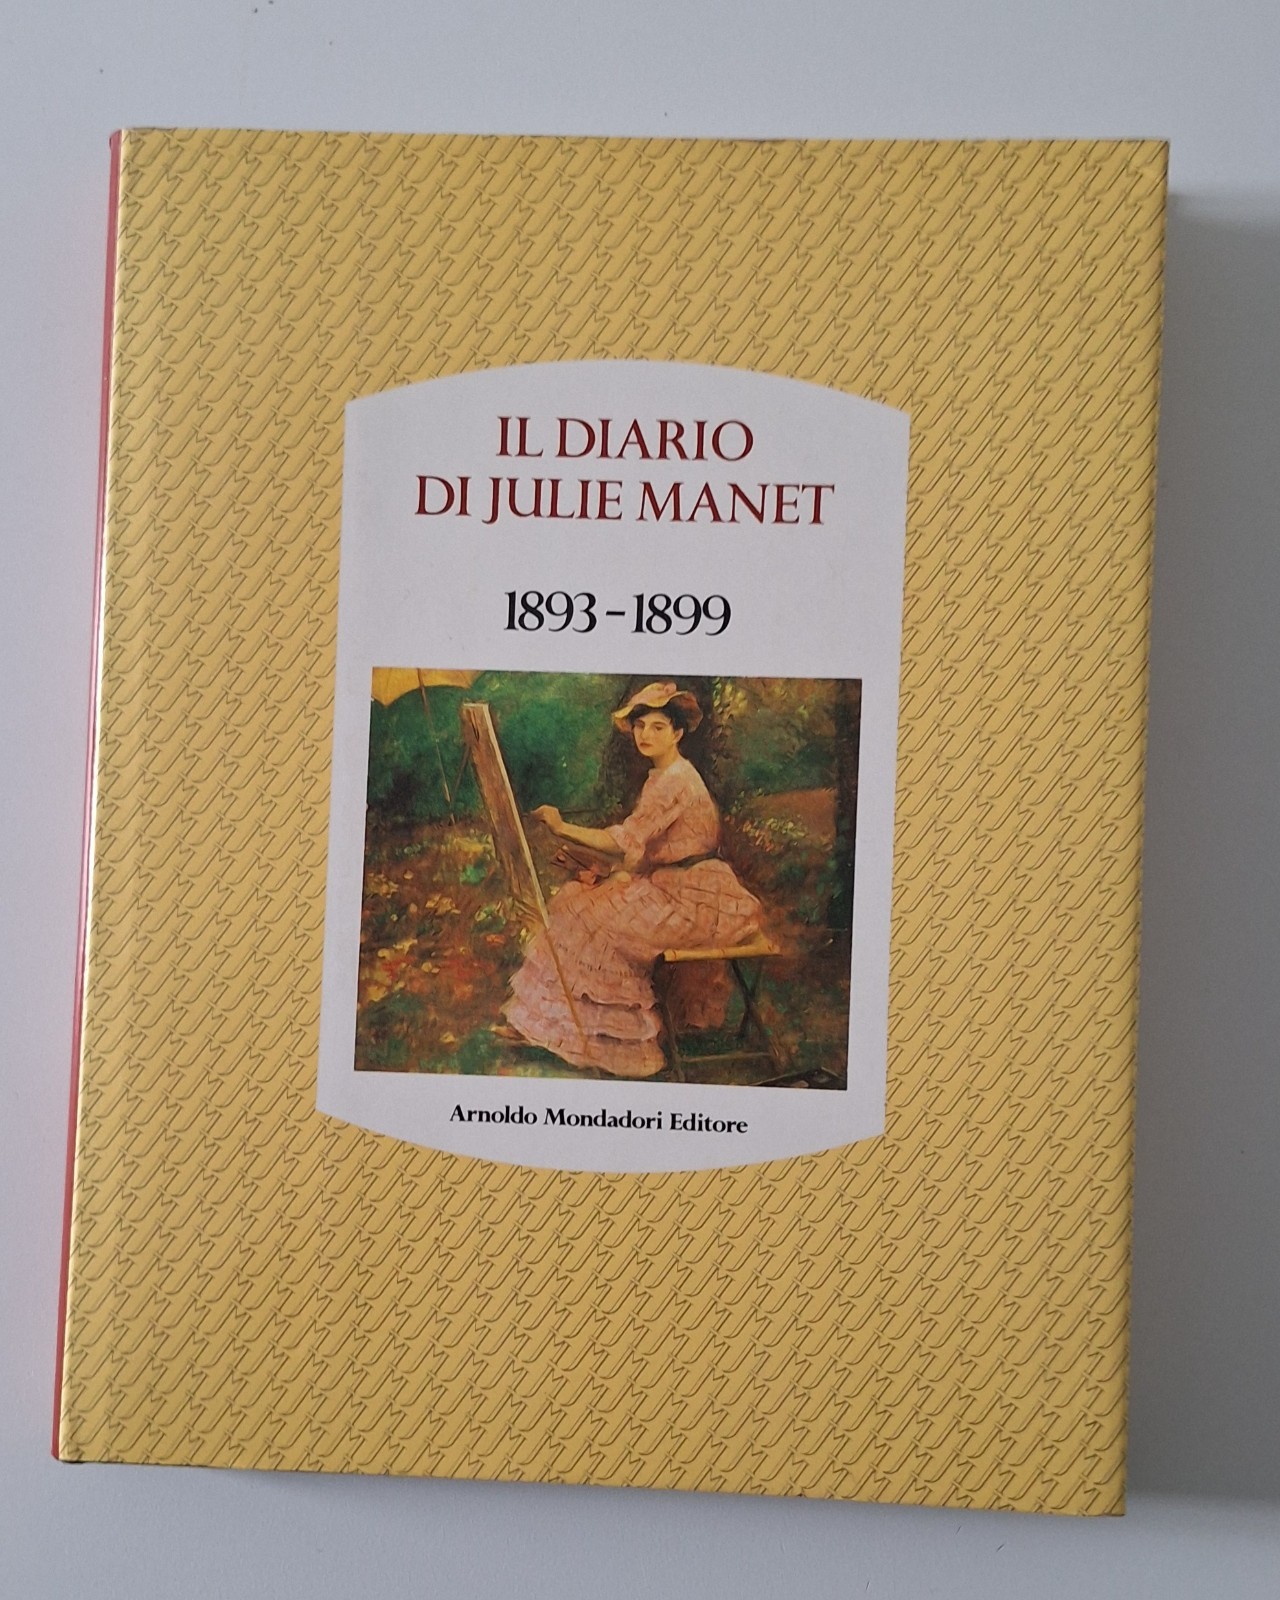 IL DIARIO
DI JULIE MANET
1893-1899
Arnoldo Mondadori Editore